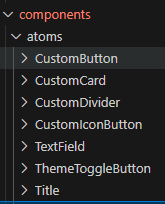 components
atoms
CustomButton
CustomCard
CustomDivider
CustomIconButton
TextField
ThemeToggleButton
Title